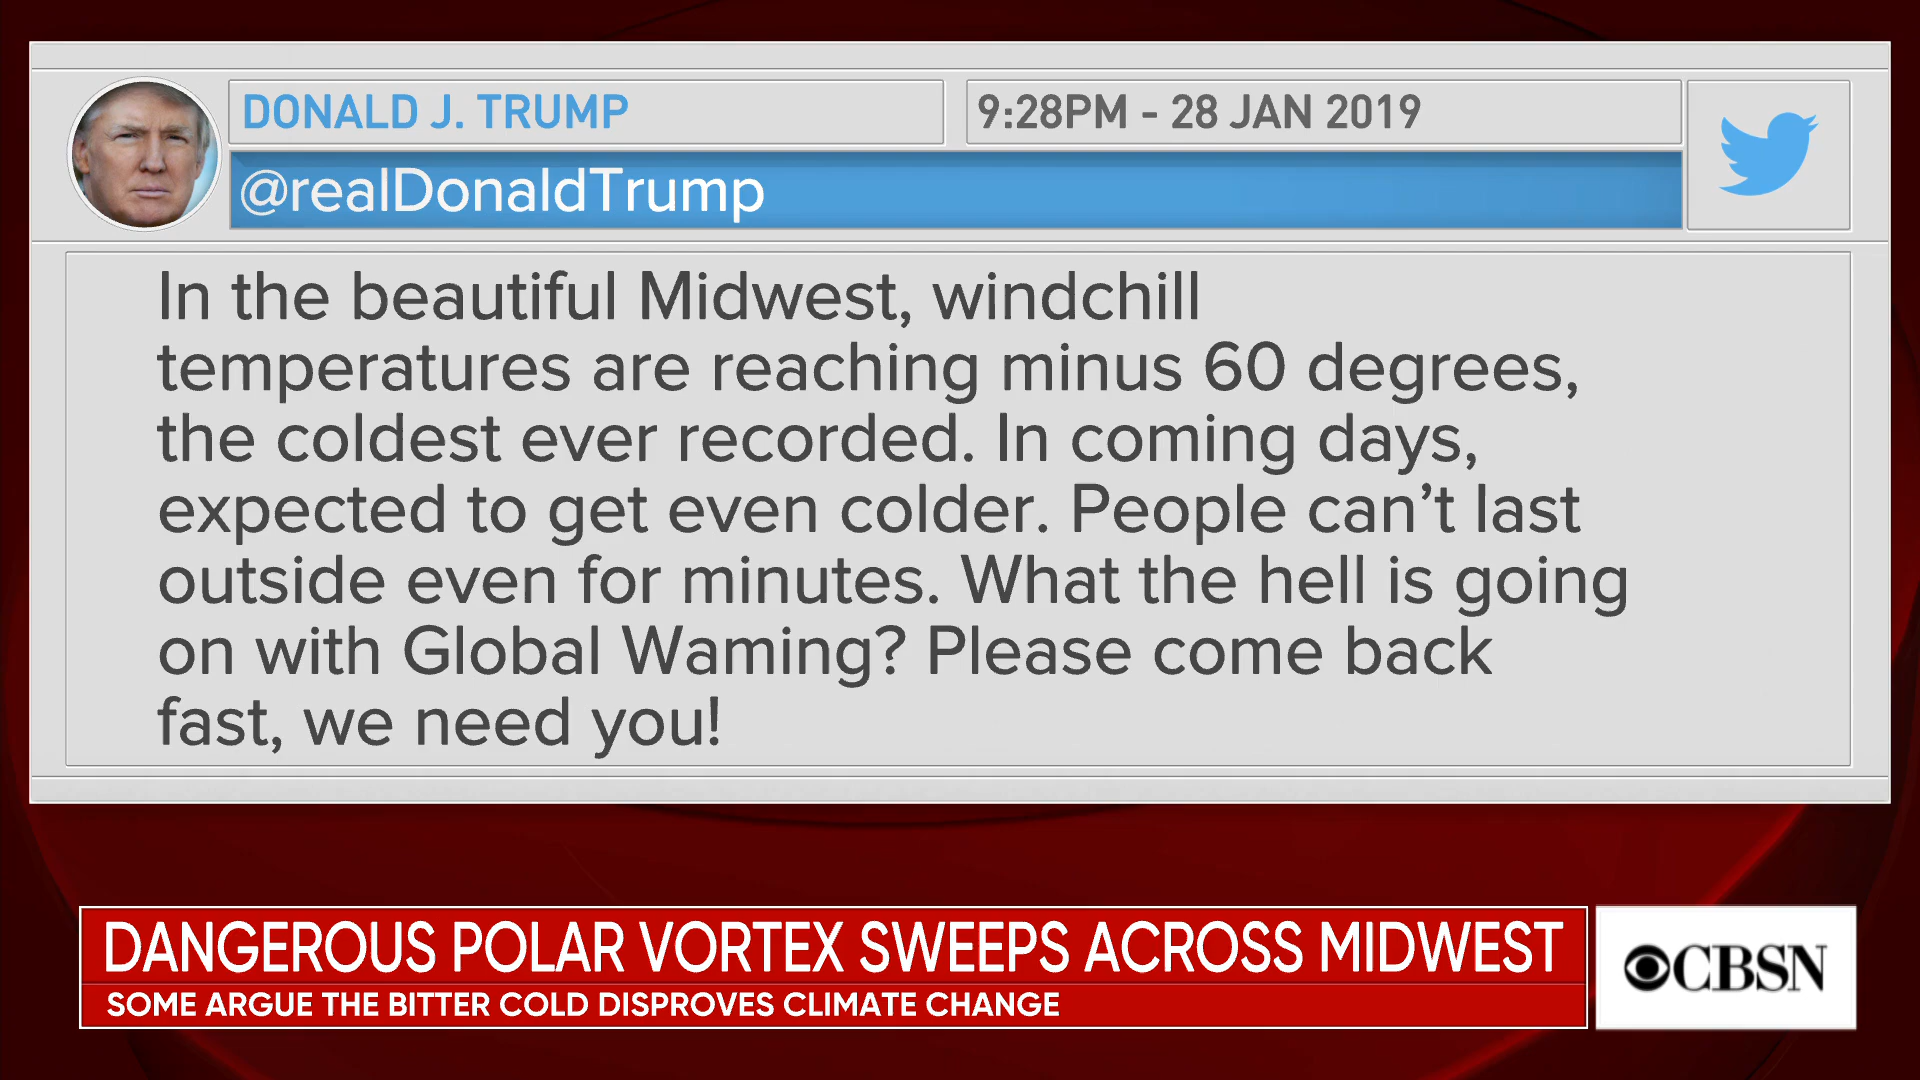 DONALD J. TRUMP
9:28PM - 28 JAN 2019
@realDonaldTrump
In the beautiful Midwest, windchill
temperatures are reaching minus 60 degrees,
the coldest ever recorded. In coming days,
expected to get even colder. People can’t last
outside even for minutes. What the hell is going
on with Global Waming? Please come back
fast, we need you!
DANGEROUS POLAR VORTEX SWEEPS ACROSS MIDWEST
SOME ARGUE THE BITTER COLD DISPROVES CLIMATE CHANGE
CBSN